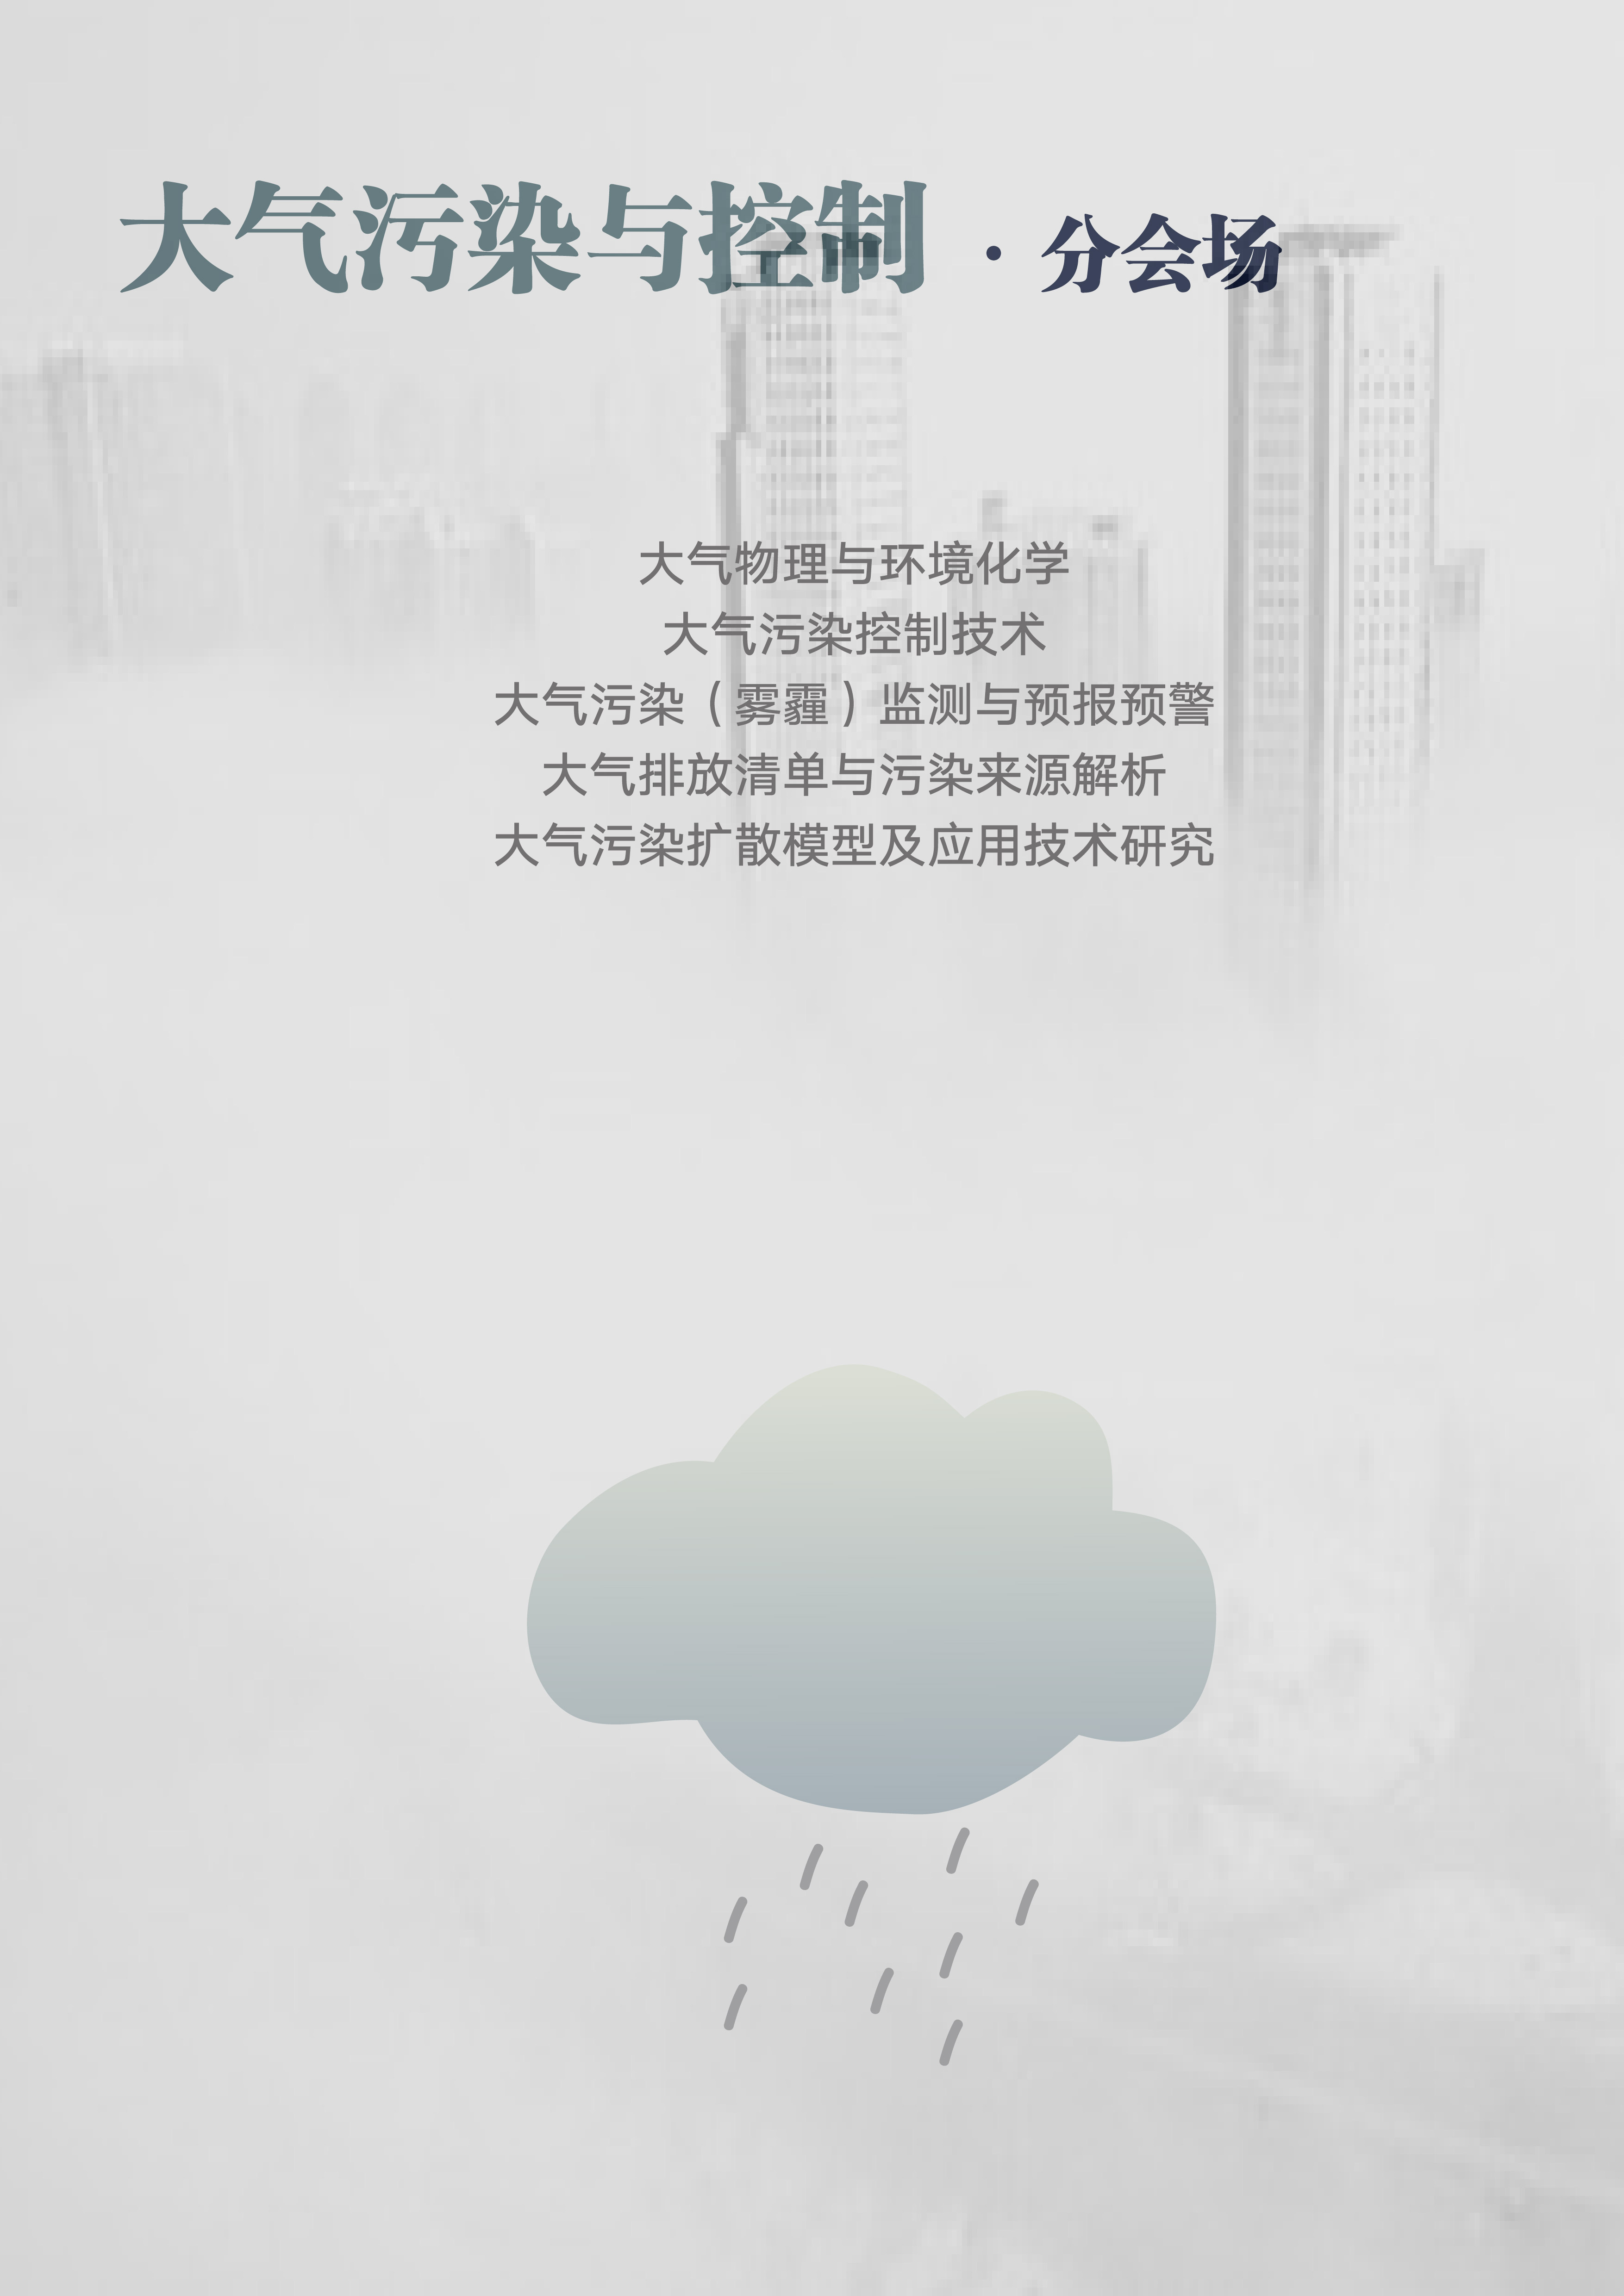 大气污染与控制 · 分会场
大气物理与环境化学
大气污染控制技术
大气污染（雾霾）监测与预报预警
大气排放清单与污染来源解析
大气污染扩散模型及应用技术研究